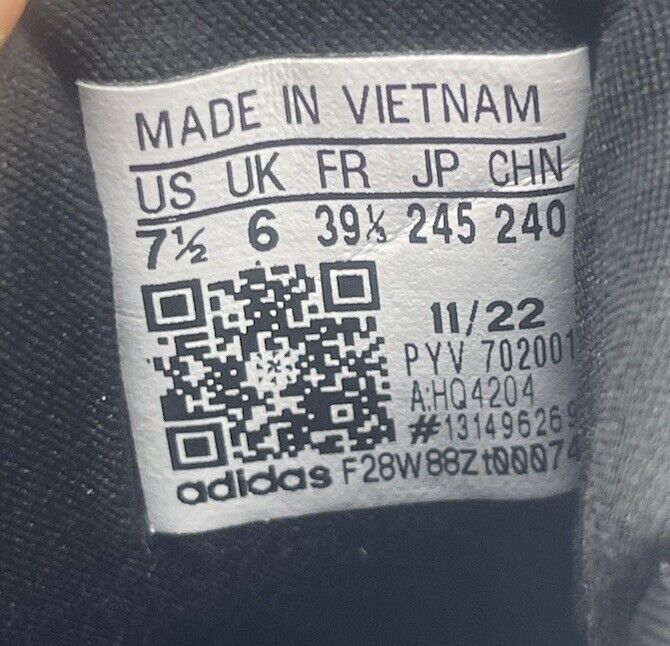 MADE IN VIETNAM
US UK FR JP CHN
7½ 6 39⅓ 245 240
11/22
PYV 702001
A:HQ4204
#131496269
adidas F28W88Zt00074